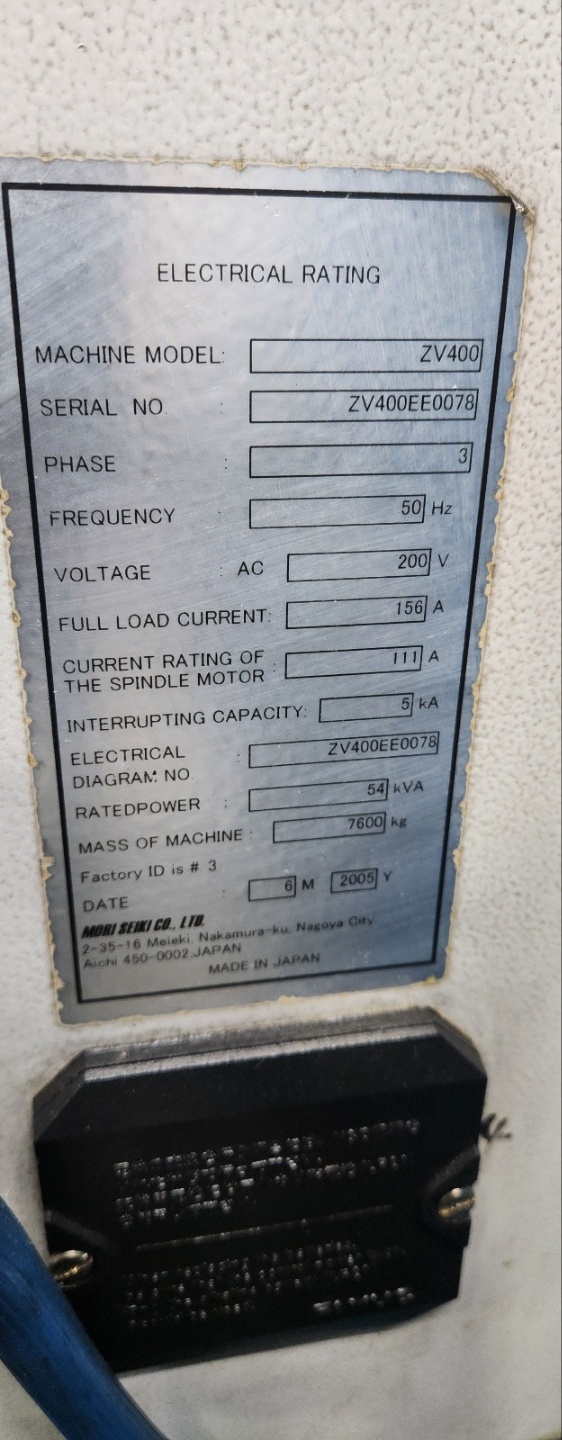 ELECTRICAL RATING
MACHINE MODEL: ZV400
SERIAL NO. : ZV400EE0078
PHASE : 3
FREQUENCY : 50 Hz
VOLTAGE : AC 200 V
FULL LOAD CURRENT: 156 A
CURRENT RATING OF
THE SPINDLE MOTOR : 111 A
INTERRUPTING CAPACITY: 5 kA
ELECTRICAL : ZV400EE0078
DIAGRAM NO.
RATEDPOWER : 54 kVA
MASS OF MACHINE : 7600 kg
Factory ID is # 3
DATE : 6 M 2005 Y
MORI SEIKI CO., LTD.
2-35-16 Meieki, Nakamura-ku, Nagoya City,
Aichi 450-0002, JAPAN
MADE IN JAPAN